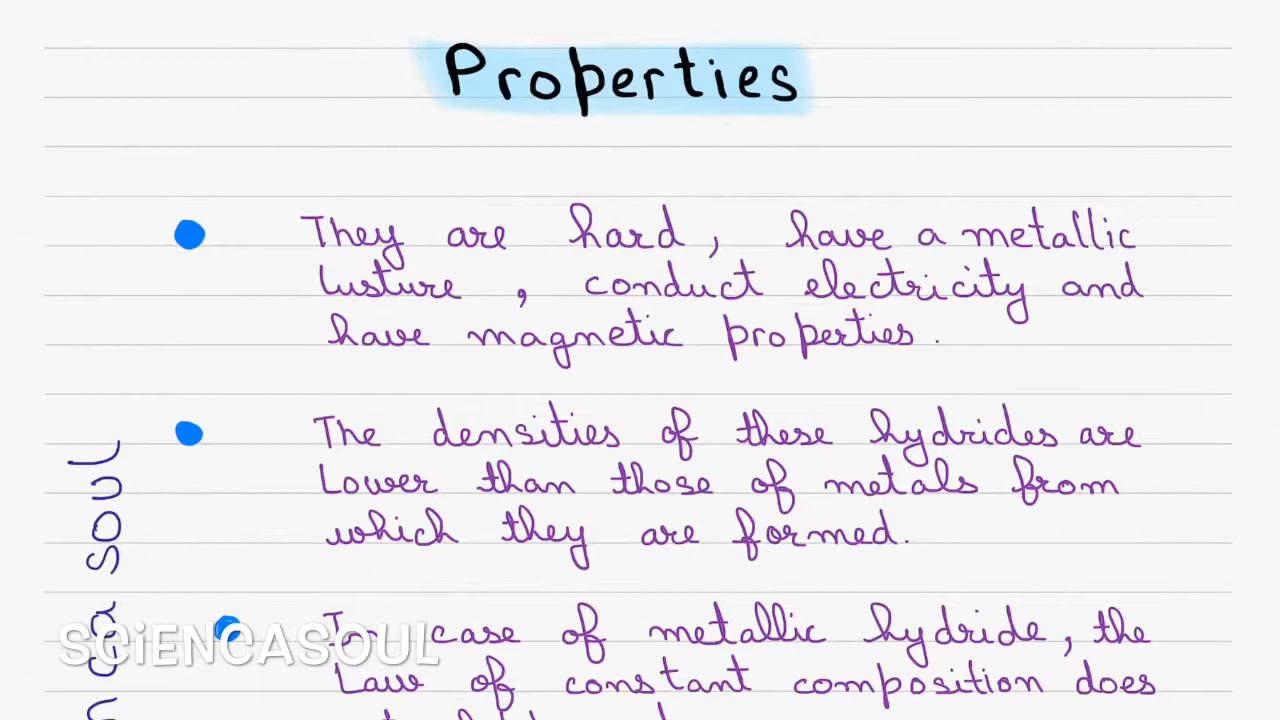 Properties
They are hard, have a metallic
lusture, conduct electricity and
have magnetic properties.
The densities of these hydrides are
Lower than those of metals from
which they are formed.
In case of metallic hydride, the
Law of constant composition does
SOUL
SCiENCASOUL